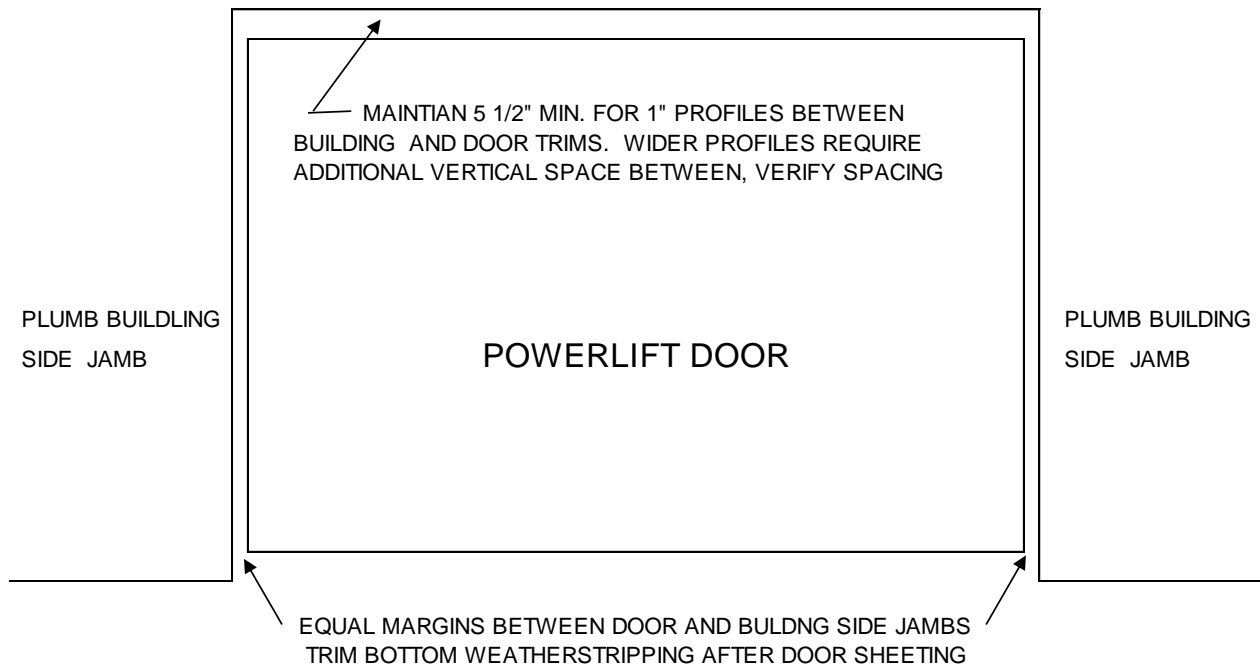 MAINTIAN 5 1/2" MIN. FOR 1" PROFILES BETWEEN
BUILDING AND DOOR TRIMS. WIDER PROFILES REQUIRE
ADDITIONAL VERTICAL SPACE BETWEEN, VERIFY SPACING
PLUMB BUILDLING
SIDE JAMB
POWERLIFT DOOR
PLUMB BUILDING
SIDE JAMB
EQUAL MARGINS BETWEEN DOOR AND BULDNG SIDE JAMBS
TRIM BOTTOM WEATHERSTRIPPING AFTER DOOR SHEETING